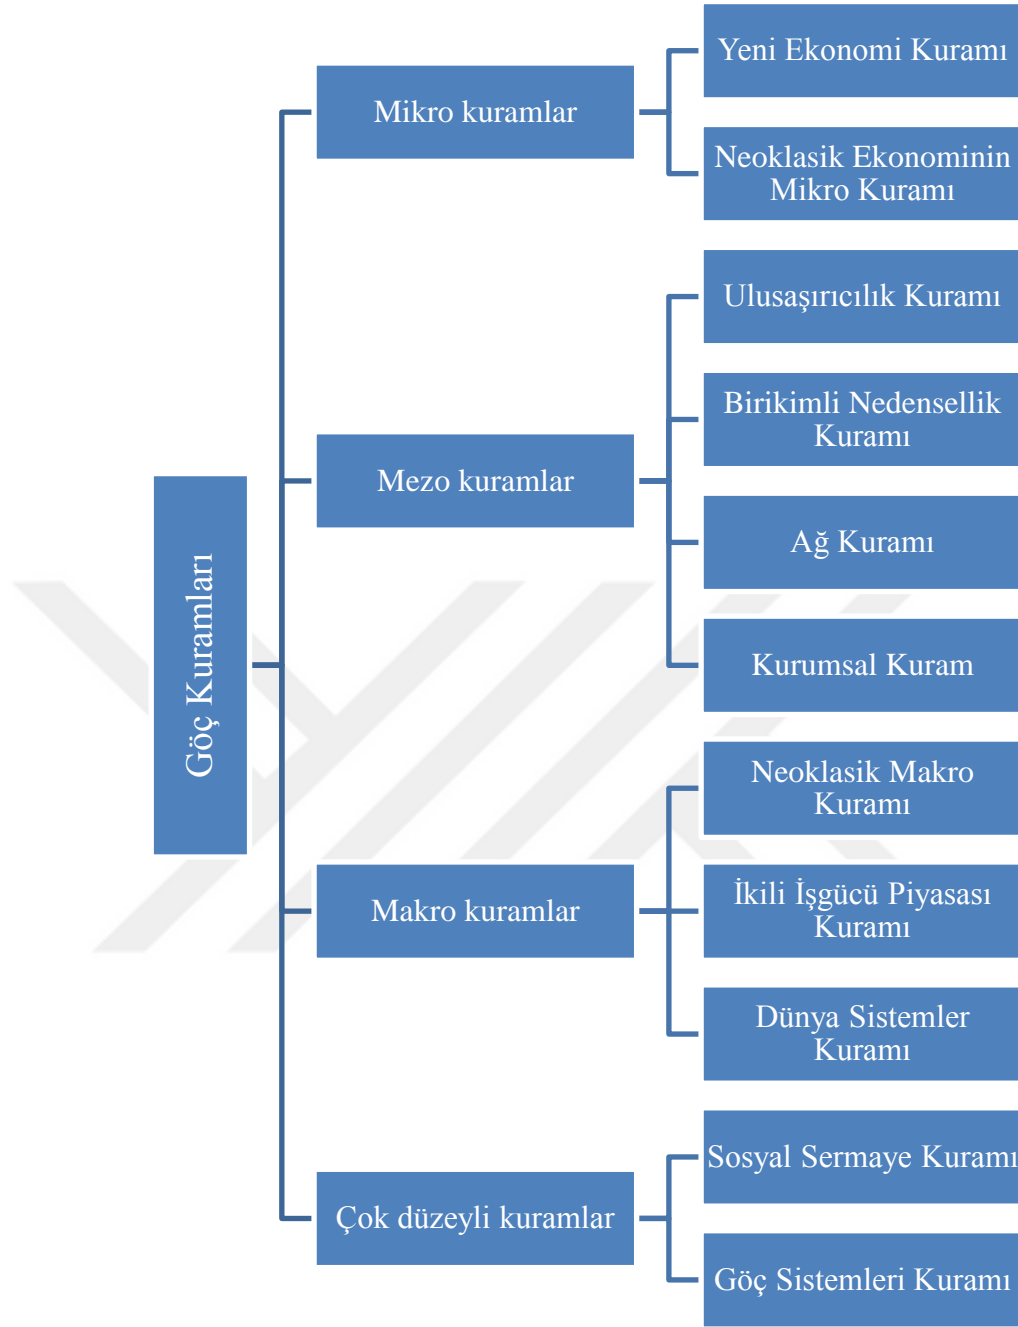 Göç Kuramları
Mikro kuramlar
Yeni Ekonomi Kuramı
Neoklasik Ekonominin
Mikro Kuramı
Mezo kuramlar
Ulusaşırıcılık Kuramı
Birikimli Nedensellik
Kuramı
Ağ Kuramı
Kurumsal Kuram
Makro kuramlar
Neoklasik Makro
Kuramı
İkili İşgücü Piyasası
Kuramı
Dünya Sistemler
Kuramı
Çok düzeyli kuramlar
Sosyal Sermaye Kuramı
Göç Sistemleri Kuramı